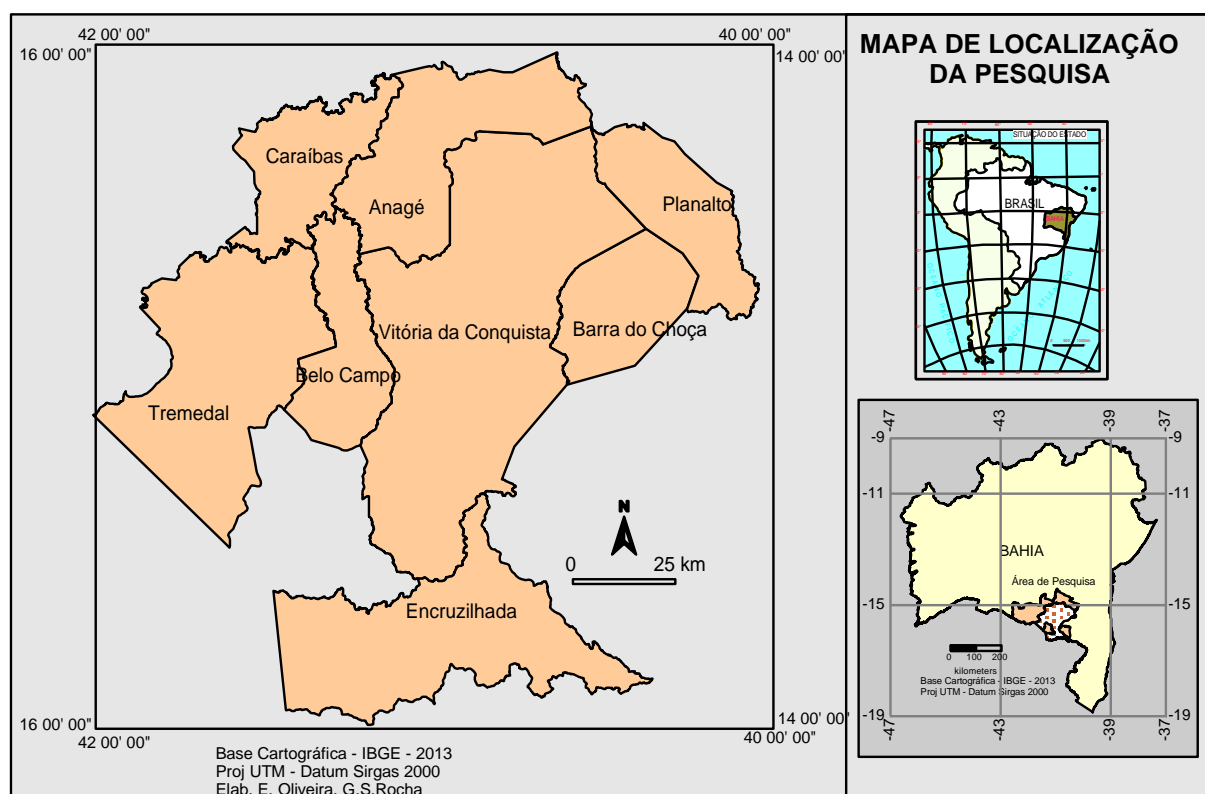 42 00' 00"
40 00' 00"
16 00' 00"
14 00' 00"
Caraíbas
Anagé
Planalto
Vitória da Conquista
Barra do Choça
Belo Campo
Tremedal
N
0 25 km
Encruzilhada
16 00' 00"
14 00' 00"
42 00' 00"
40 00' 00"
Base Cartográfica - IBGE - 2013
Proj UTM - Datum Sirgas 2000
Elab. E. Oliveira, G.S.Rocha
MAPA DE LOCALIZAÇÃO
DA PESQUISA
SITUAÇÃO DO ESTADO
BRASIL
BAHIA
-47 -43 -39 -37
-9 -9
-11 -11
BAHIA
Área de Pesquisa
-15 -15
0 100 200
kilometers
Base Cartográfica - IBGE - 2013
Proj UTM - Datum Sirgas 2000
-19 -19
-47 -43 -39 -37